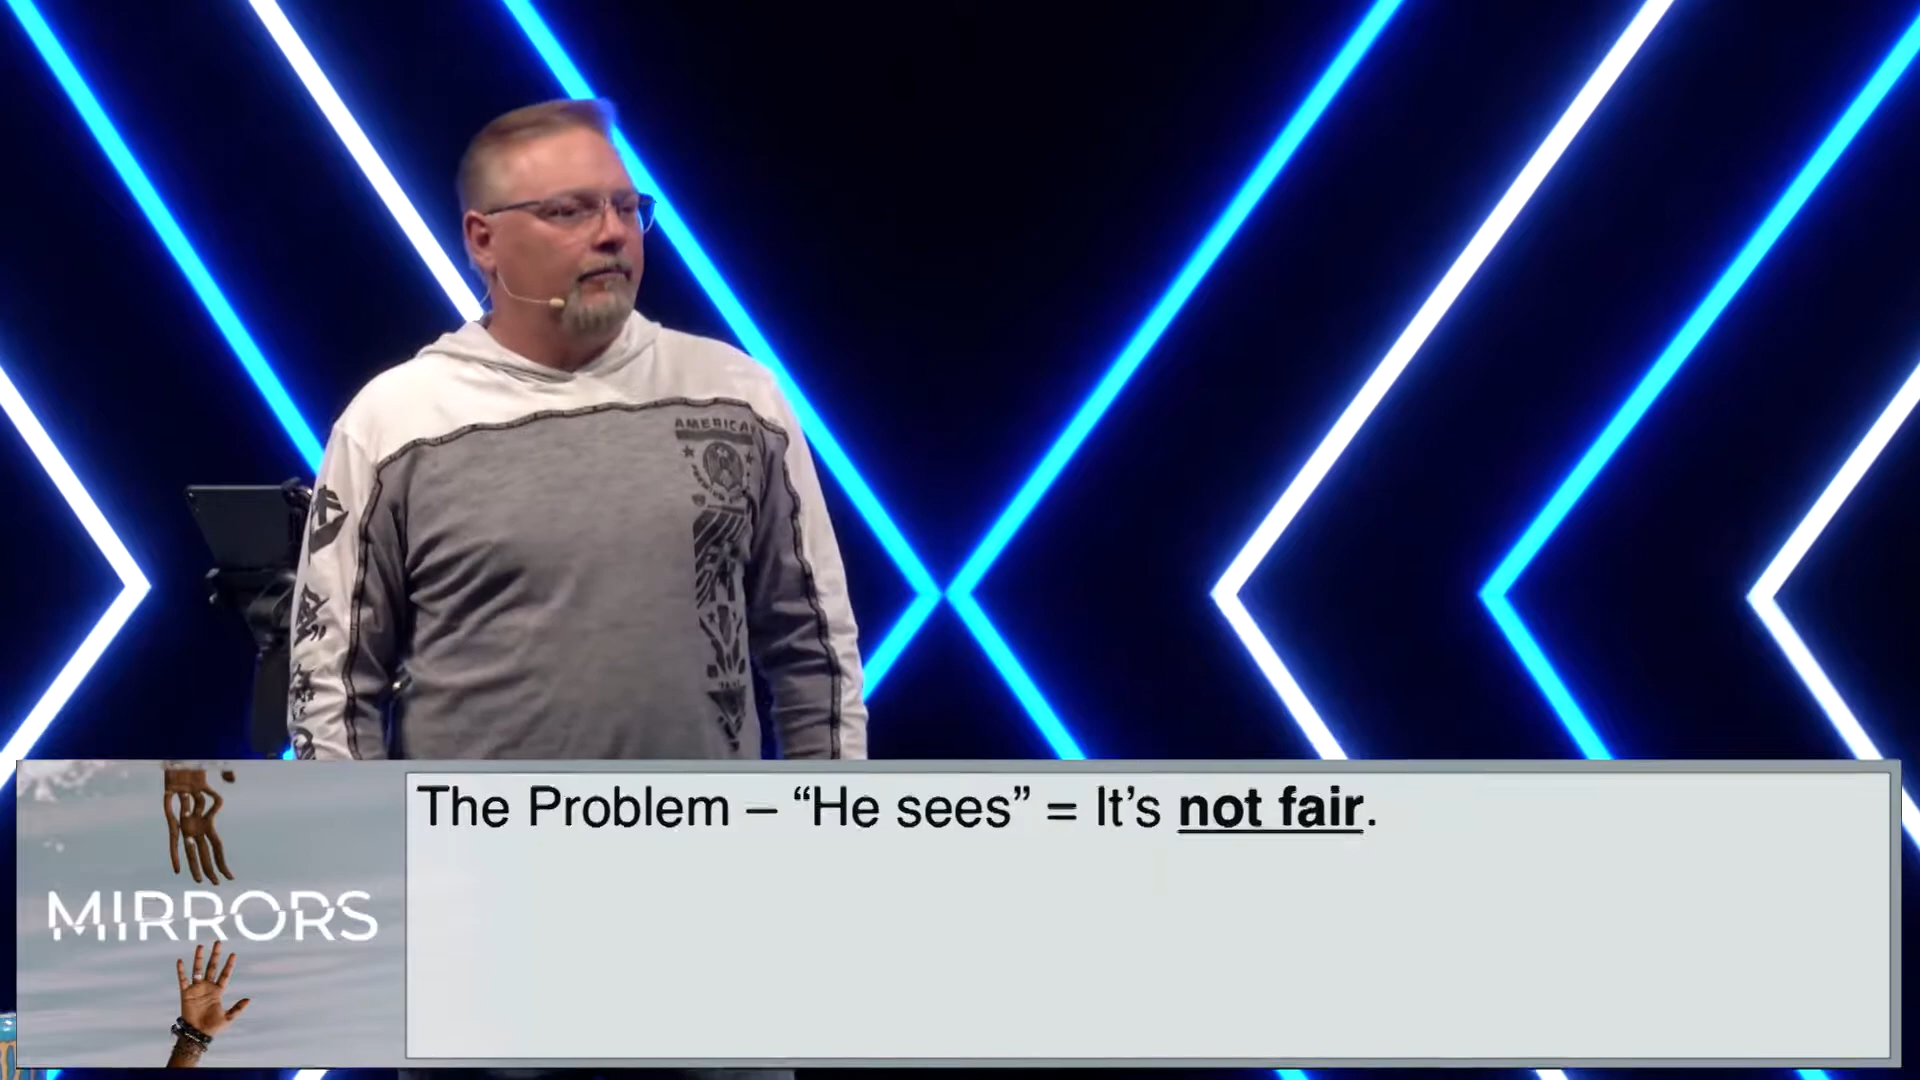 AMERICAN
MIRRORS
The Problem – “He sees” = It’s not fair.